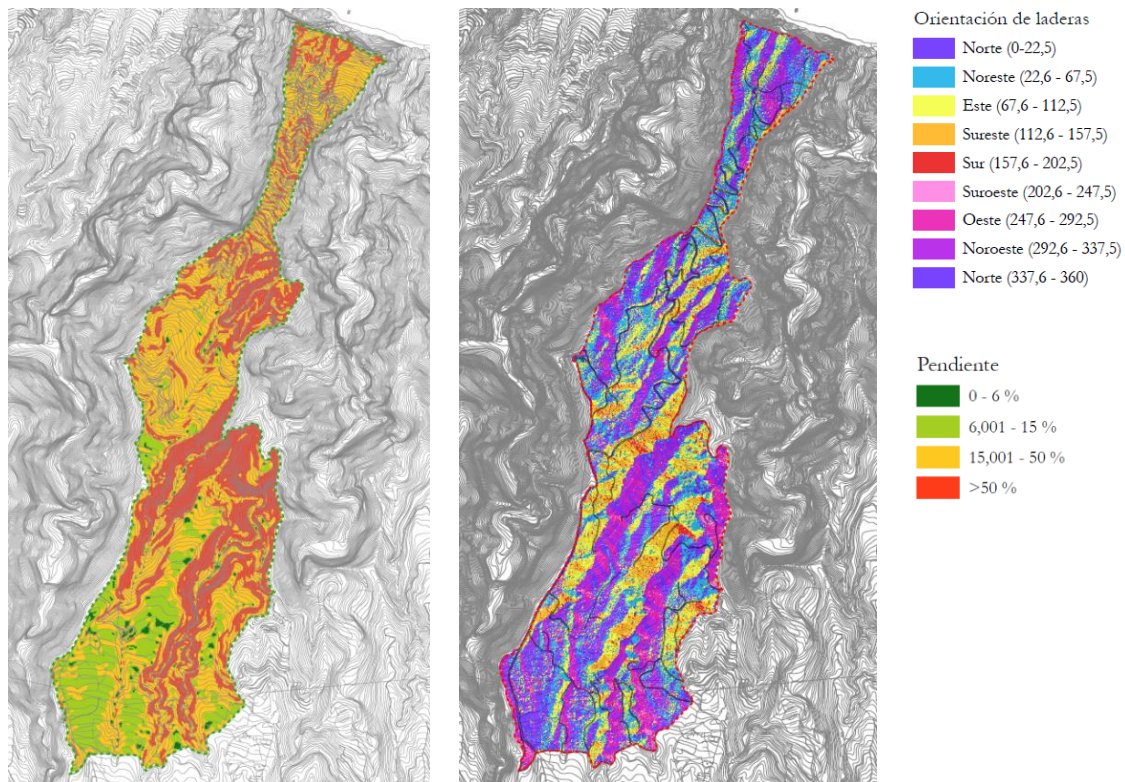 Orientación de laderas
Norte (0-22,5)
Noreste (22,6 - 67,5)
Este (67,6 - 112,5)
Sureste (112,6 - 157,5)
Sur (157,6 - 202,5)
Suroeste (202,6 - 247,5)
Oeste (247,6 - 292,5)
Noroeste (292,6 - 337,5)
Norte (337,6 - 360)
Pendiente
0 - 6 %
6,001 - 15 %
15,001 - 50 %
>50 %